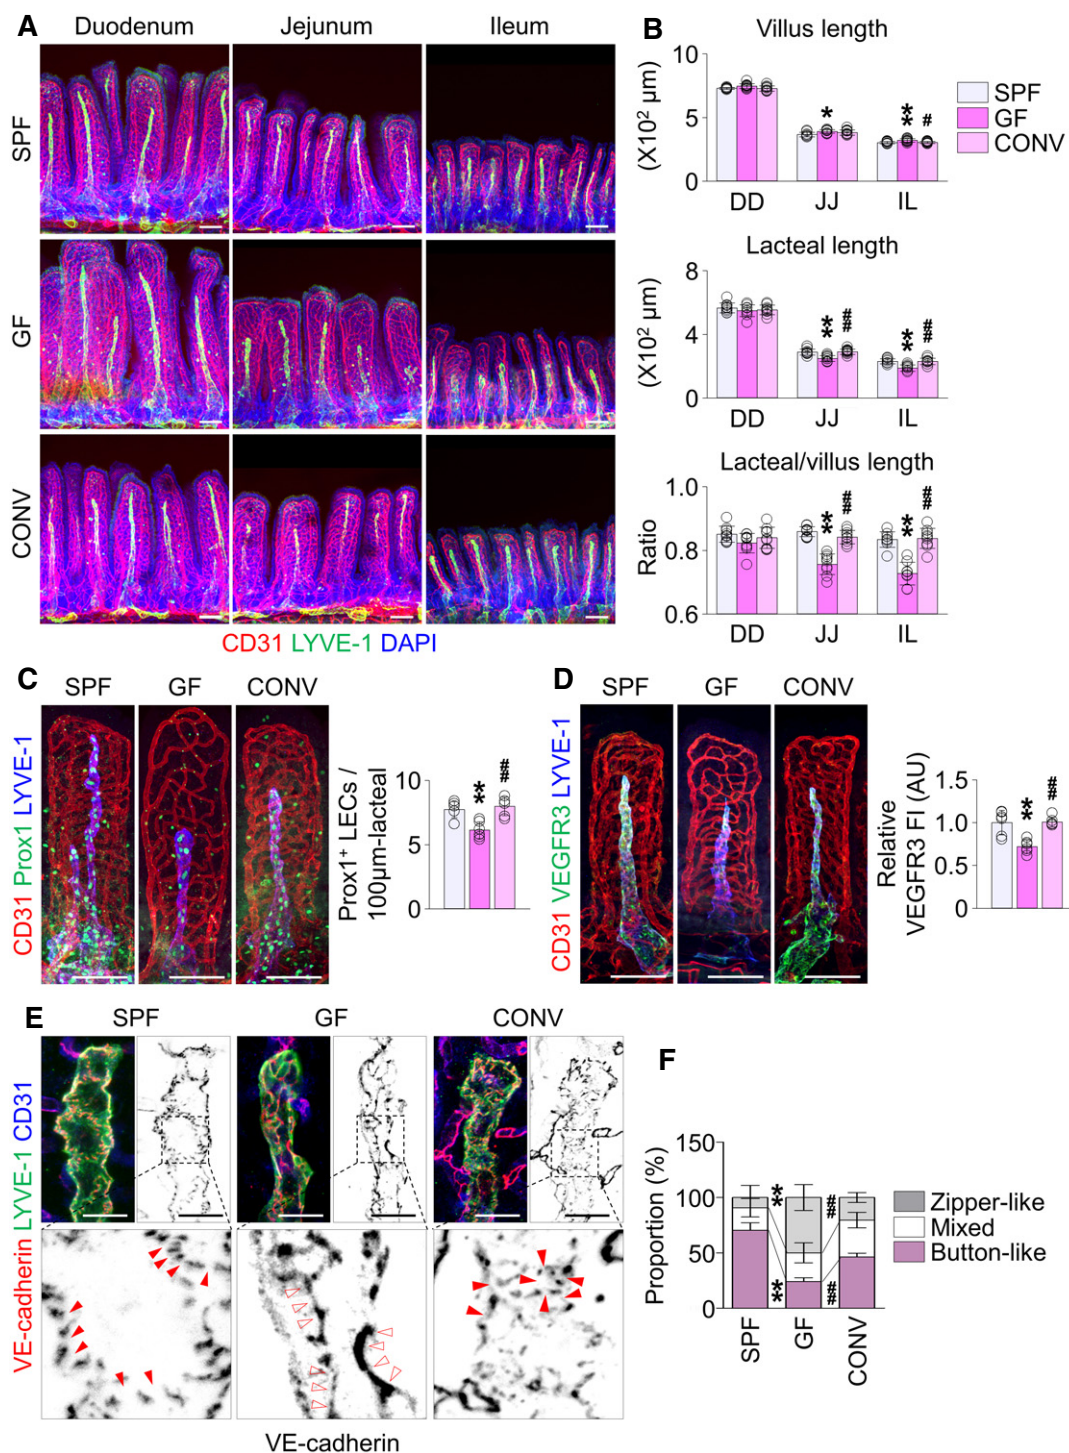 A
Duodenum
Jejunum
Ileum
SPF
GF
CONV
CD31 LYVE-1 DAPI
B
Villus length
(X10² µm)
10
5
0
*
**
#
DD
JJ
IL
SPF
GF
CONV
Lacteal length
(X10² µm)
8
4
0
**
##
**
##
DD
JJ
IL
Lacteal/villus length
Ratio
1.0
0.8
0.6
**
##
**
##
DD
JJ
IL
C
SPF
GF
CONV
CD31 Prox1 LYVE-1
Prox1⁺ LECs /
100µm-lacteal
10
5
0
**
##
D
SPF
GF
CONV
CD31 VEGFR3 LYVE-1
Relative
VEGFR3 FI (AU)
1.5
1.0
0.5
0
**
##
E
SPF
GF
CONV
VE-cadherin LYVE-1 CD31
VE-cadherin
F
Proportion (%)
150
100
50
0
**
##
**
##
SPF
GF
CONV
Zipper-like
Mixed
Button-like